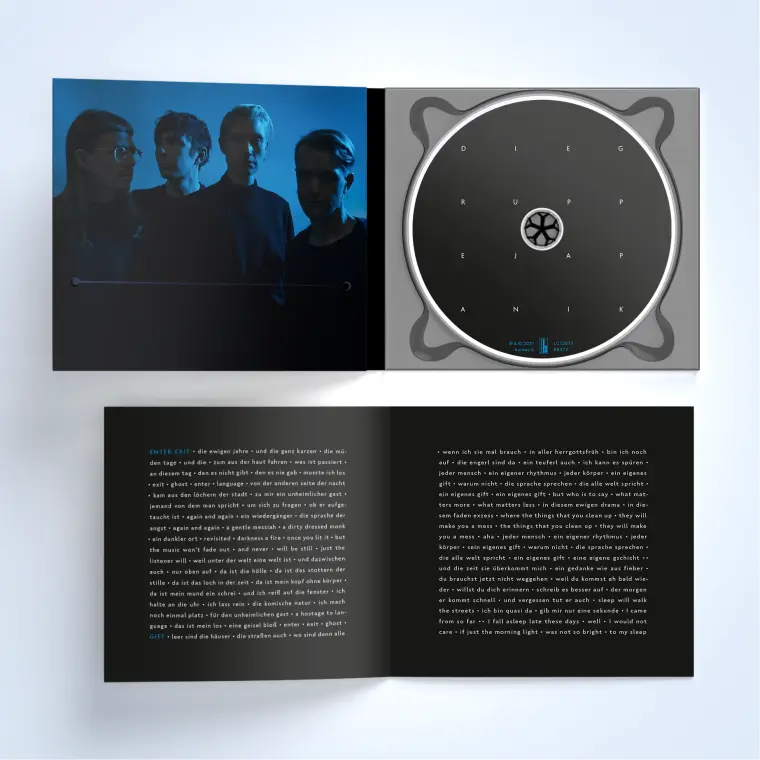 D I E G
R U P P
E J A P
A N I K
℗ & © 2021
LC12673
ENTER EXIT • die ewigen jahre • und die ganz kurzen • die mü-
den tage • und die • zum aus der haut fahren • was ist passiert •
an diesem tag • den es nicht gibt • den es nie gab • musste ich los
• exit • ghost • enter • language • von der anderen seite der nacht
• kam aus den löchern der stadt • zu mir ein unheimlicher gast •
jemand von dem man spricht • um sich zu fragen • ob er aufge-
taucht ist • again and again • ein wiedergänger • die sprache der
angst • again and again • a gentle messiah • a dirty dressed monk
• ein dunkler ort • revisited • darkness a fire • once you lit it • but
the music won't fade out • and never • will be still • just the
listener will • weil unter der welt eine welt ist • und dazwischen
auch • nur oben auf • da ist die hölle • da ist das stottern der
stille • da ist das loch in der zeit • da ist mein kopf ohne körper •
da ist mein mund ein schrei • und ich reiß auf die fenster • ich
halte an die uhr • ich lass rein • die komische natur • ich mach
noch einmal platz • für den unheimlichen gast • a hostage to lan-
guage • das ist mein los • eine geisel bloß • enter • exit • ghost •
GIFT • leer sind die häuser • die straßen auch • wo sind denn alle
• wenn ich sie mal brauch • in aller herrgottsfrüh • bin ich noch
auf • die engerl sind da • ein teuferl auch • ich kann es spüren •
jeder mensch • ein eigener rhythmus • jeder körper • ein eigenes
gift • warum nicht • die sprache sprechen • die alle welt spricht •
ein eigenes gift • ein eigenes gift • but who is to say • what mat-
ters more • what matters less • in diesem ewigen drama • in die-
sem faden exzess • where the things that you clean up • they will
make you a mess • the things that you clean up • they will make
you a mess • aha • jeder mensch • ein eigener rhythmus • jeder
körper • sein eigenes gift • warum nicht • die sprache sprechen
• die alle welt spricht • ein eigenes gift • eine eigene gschicht ••
und die zeit sie überkommt mich • ein gedanke wie aus fieber •
du brauchst jetzt nicht weggehen • weil du kommst eh bald wie-
der • willst du dich erinnern • schreib es besser auf • der morgen
er kommt schnell • und vergessen tut er auch • sleep will walk
the streets • ich bin quasi da • gib mir nur eine sekunde • I came
from so far •• I fall asleep late these days • well • I would not
care • if just the morning light • was not so bright • to my sleep